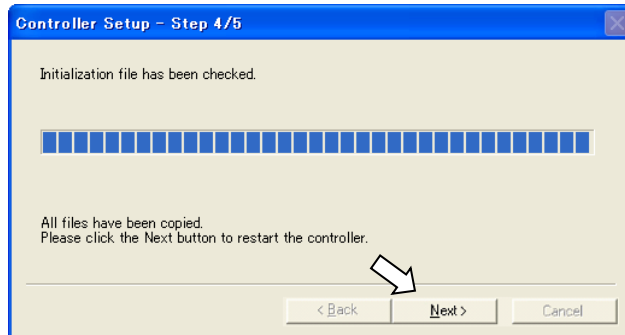 Controller Setup - Step 4/5
Initialization file has been checked.
All files have been copied.
Please click the Next button to restart the controller.
< Back
Next >
Cancel